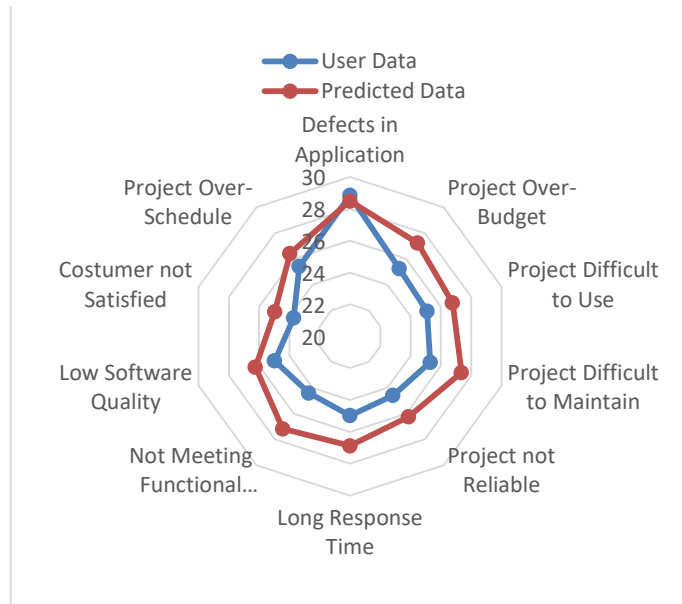 User Data
Predicted Data
Defects in
Application
30
28
26
24
22
20
Project Over-
Budget
Project Difficult
to Use
Project Difficult
to Maintain
Project not
Reliable
Long Response
Time
Not Meeting
Functional…
Low Software
Quality
Costumer not
Satisfied
Project Over-
Schedule